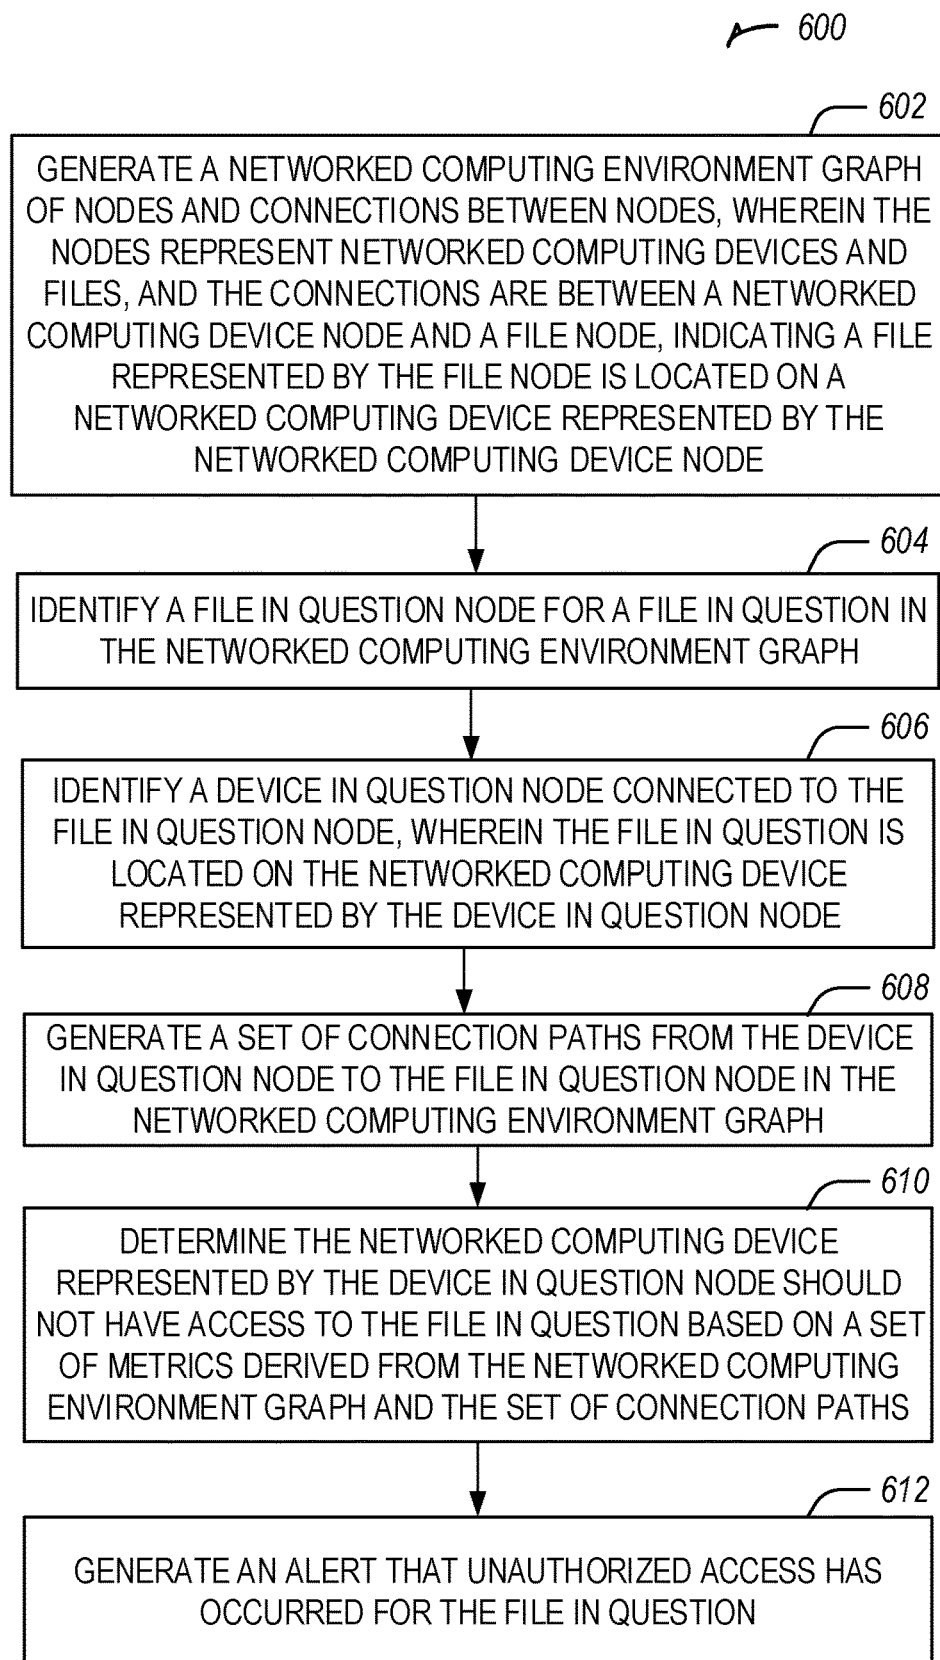 600
602
GENERATE A NETWORKED COMPUTING ENVIRONMENT GRAPH
OF NODES AND CONNECTIONS BETWEEN NODES, WHEREIN THE
NODES REPRESENT NETWORKED COMPUTING DEVICES AND
FILES, AND THE CONNECTIONS ARE BETWEEN A NETWORKED
COMPUTING DEVICE NODE AND A FILE NODE, INDICATING A FILE
REPRESENTED BY THE FILE NODE IS LOCATED ON A
NETWORKED COMPUTING DEVICE REPRESENTED BY THE
NETWORKED COMPUTING DEVICE NODE
604
IDENTIFY A FILE IN QUESTION NODE FOR A FILE IN QUESTION IN
THE NETWORKED COMPUTING ENVIRONMENT GRAPH
606
IDENTIFY A DEVICE IN QUESTION NODE CONNECTED TO THE
FILE IN QUESTION NODE, WHEREIN THE FILE IN QUESTION IS
LOCATED ON THE NETWORKED COMPUTING DEVICE
REPRESENTED BY THE DEVICE IN QUESTION NODE
608
GENERATE A SET OF CONNECTION PATHS FROM THE DEVICE
IN QUESTION NODE TO THE FILE IN QUESTION NODE IN THE
NETWORKED COMPUTING ENVIRONMENT GRAPH
610
DETERMINE THE NETWORKED COMPUTING DEVICE
REPRESENTED BY THE DEVICE IN QUESTION NODE SHOULD
NOT HAVE ACCESS TO THE FILE IN QUESTION BASED ON A SET
OF METRICS DERIVED FROM THE NETWORKED COMPUTING
ENVIRONMENT GRAPH AND THE SET OF CONNECTION PATHS
612
GENERATE AN ALERT THAT UNAUTHORIZED ACCESS HAS
OCCURRED FOR THE FILE IN QUESTION